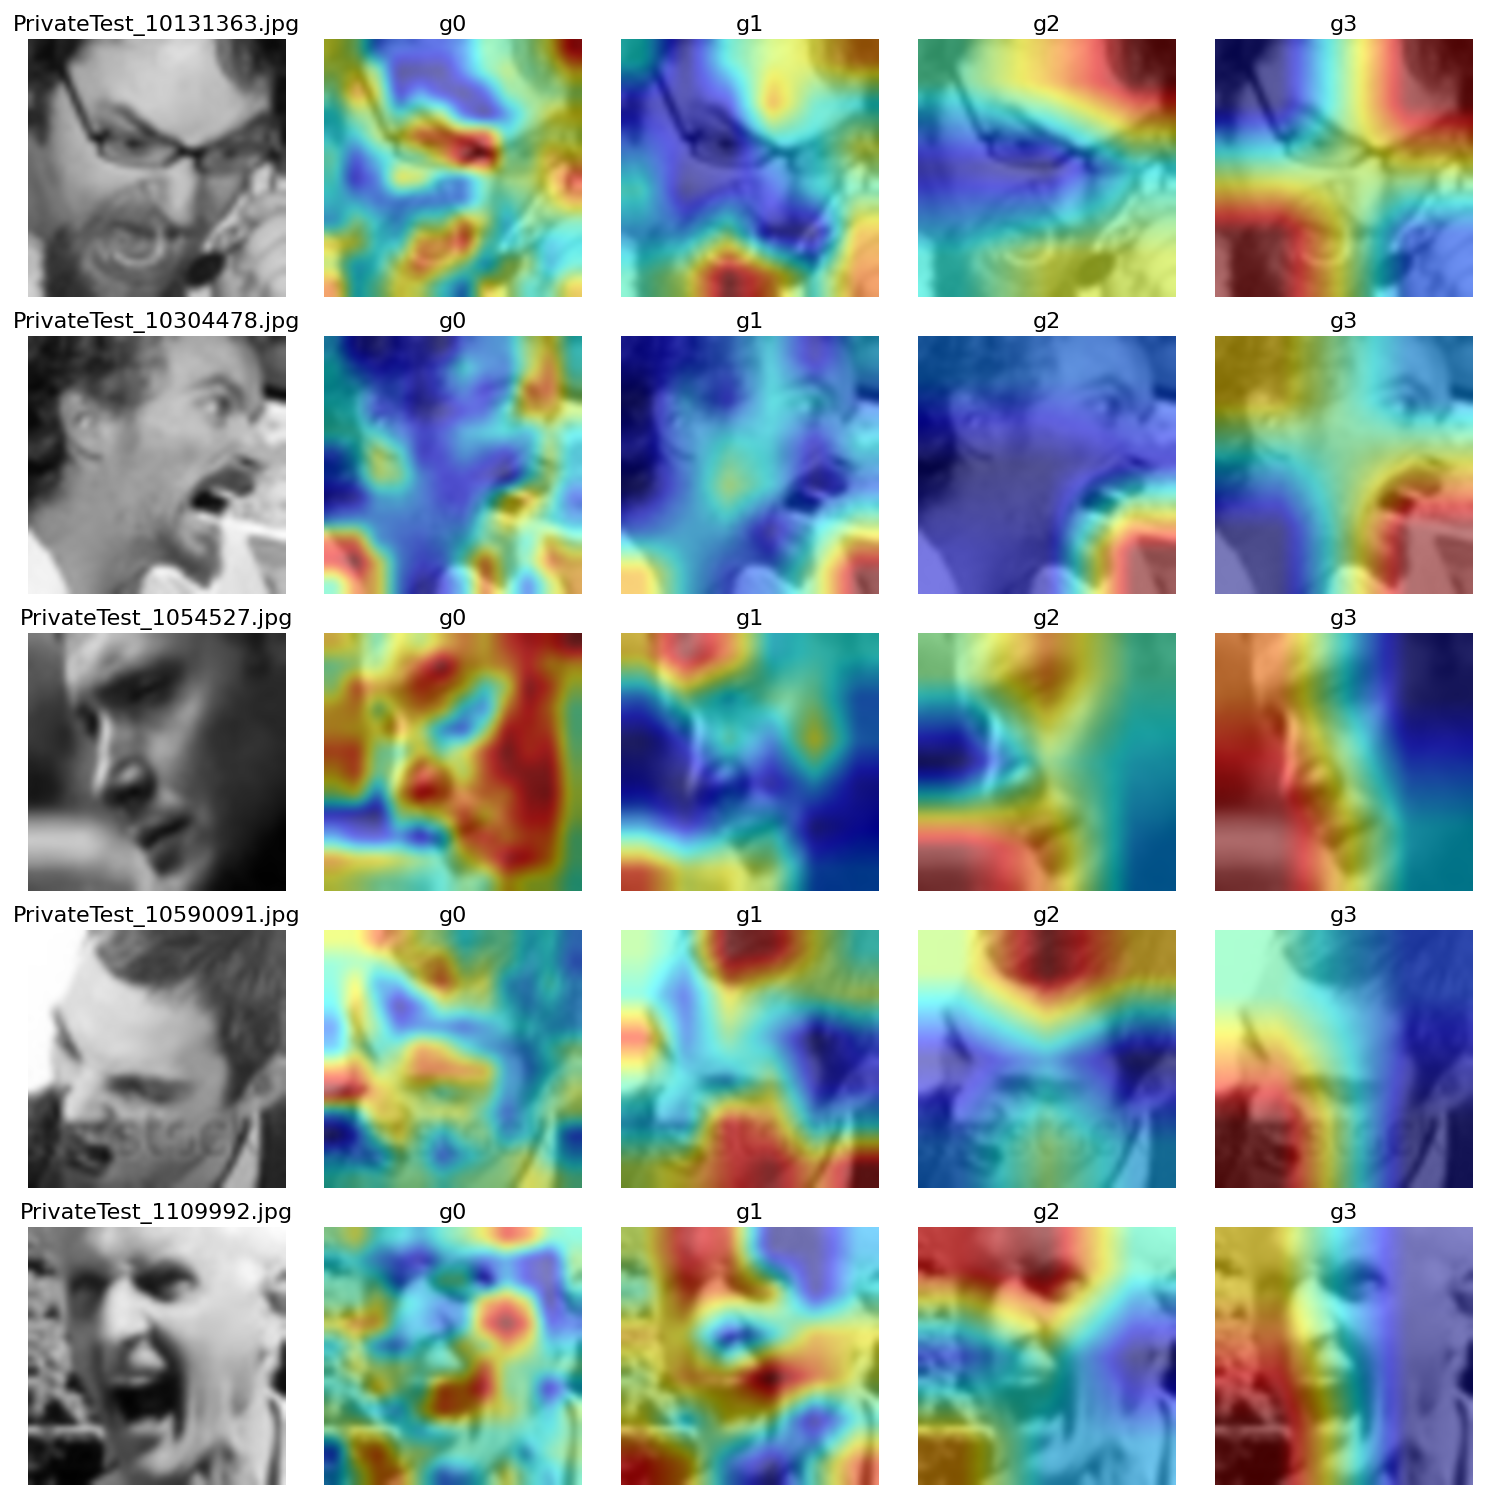 PrivateTest_10131363.jpg g0 g1 g2 g3
PrivateTest_10304478.jpg g0 g1 g2 g3
PrivateTest_1054527.jpg g0 g1 g2 g3
PrivateTest_10590091.jpg g0 g1 g2 g3
PrivateTest_1109992.jpg g0 g1 g2 g3